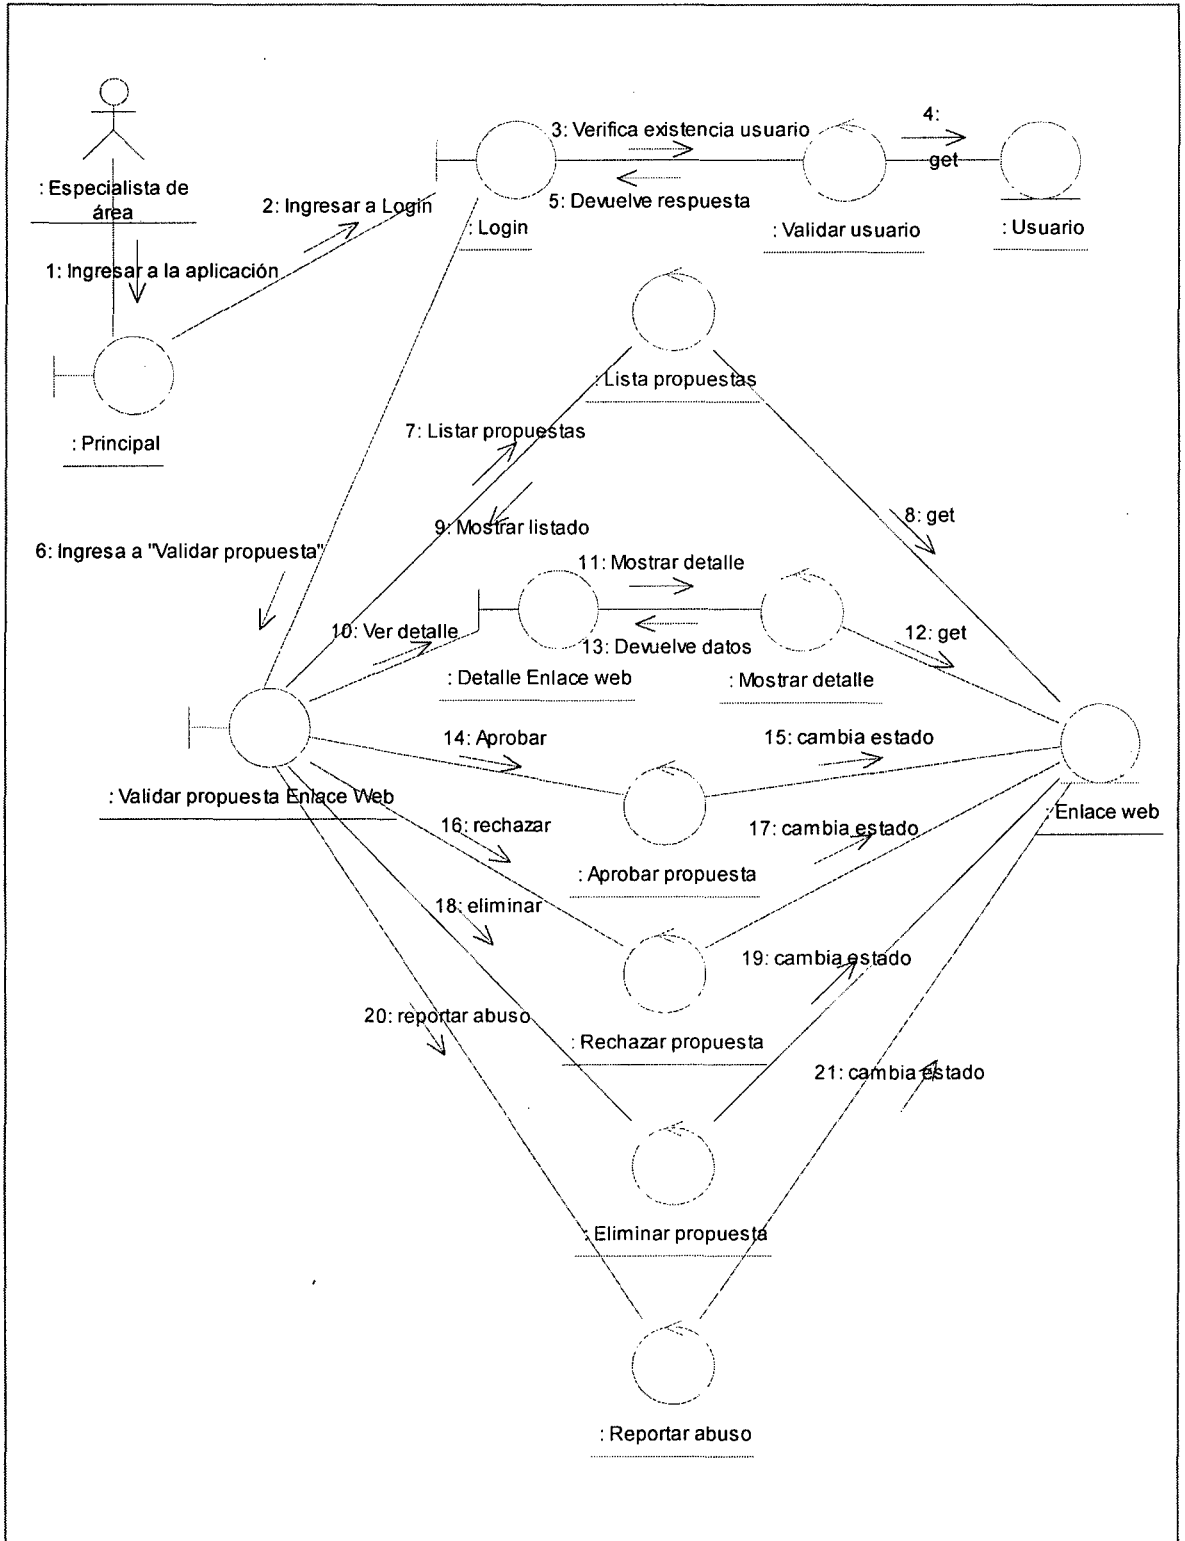 3: Verifica existencia usuario
4:
get
5: Devuelve respuesta
: Especialista de
área
2: Ingresar a Login
: Login
: Validar usuario
: Usuario
1: Ingresar a la aplicación
: Lista propuestas
: Principal
7: Listar propuestas
9: Mostrar listado
8: get
6: Ingresa a "Validar propuesta"
11: Mostrar detalle
10: Ver detalle
13: Devuelve datos
12: get
: Detalle Enlace web
: Mostrar detalle
14: Aprobar
15: cambia estado
: Validar propuesta Enlace Web
: Enlace web
16: rechazar
17: cambia estado
: Aprobar propuesta
18: eliminar
19: cambia estado
20: reportar abuso
: Rechazar propuesta
21: cambia estado
: Eliminar propuesta
: Reportar abuso